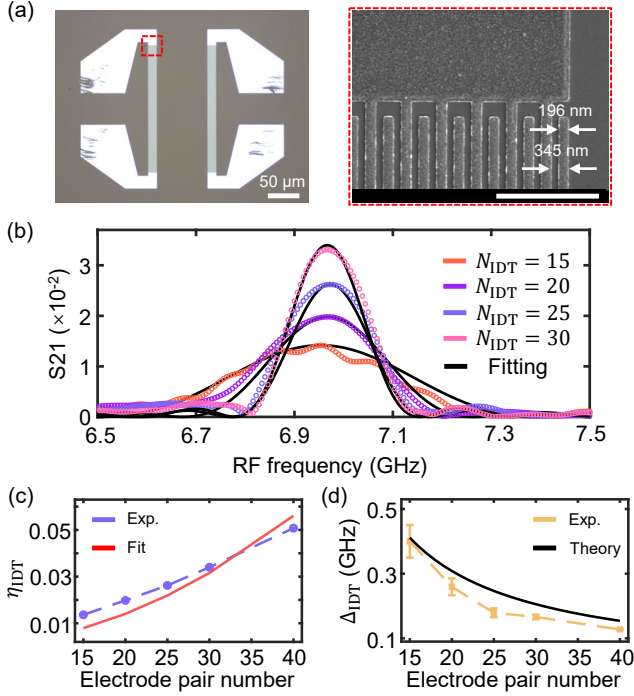 (a)
50 µm
196 nm
345 nm
(b)
S21 (×10⁻²)
3
2
1
0
N_IDT = 15
N_IDT = 20
N_IDT = 25
N_IDT = 30
Fitting
6.5 6.7 6.9 7.1 7.3 7.5
RF frequency (GHz)
(c)
η_IDT
0.05
0.03
0.01
Exp.
Fit
15 20 25 30 35 40
Electrode pair number
(d)
Δ_IDT (GHz)
0.5
0.3
0.1
Exp.
Theory
15 20 25 30 35 40
Electrode pair number